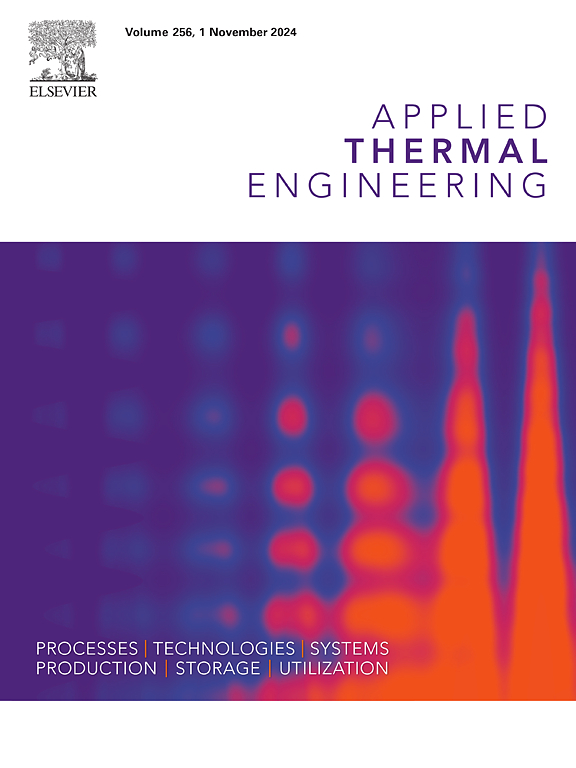 Volume 256, 1 November 2024
ELSEVIER
APPLIED
THERMAL
ENGINEERING
PROCESSES | TECHNOLOGIES | SYSTEMS
PRODUCTION | STORAGE | UTILIZATION